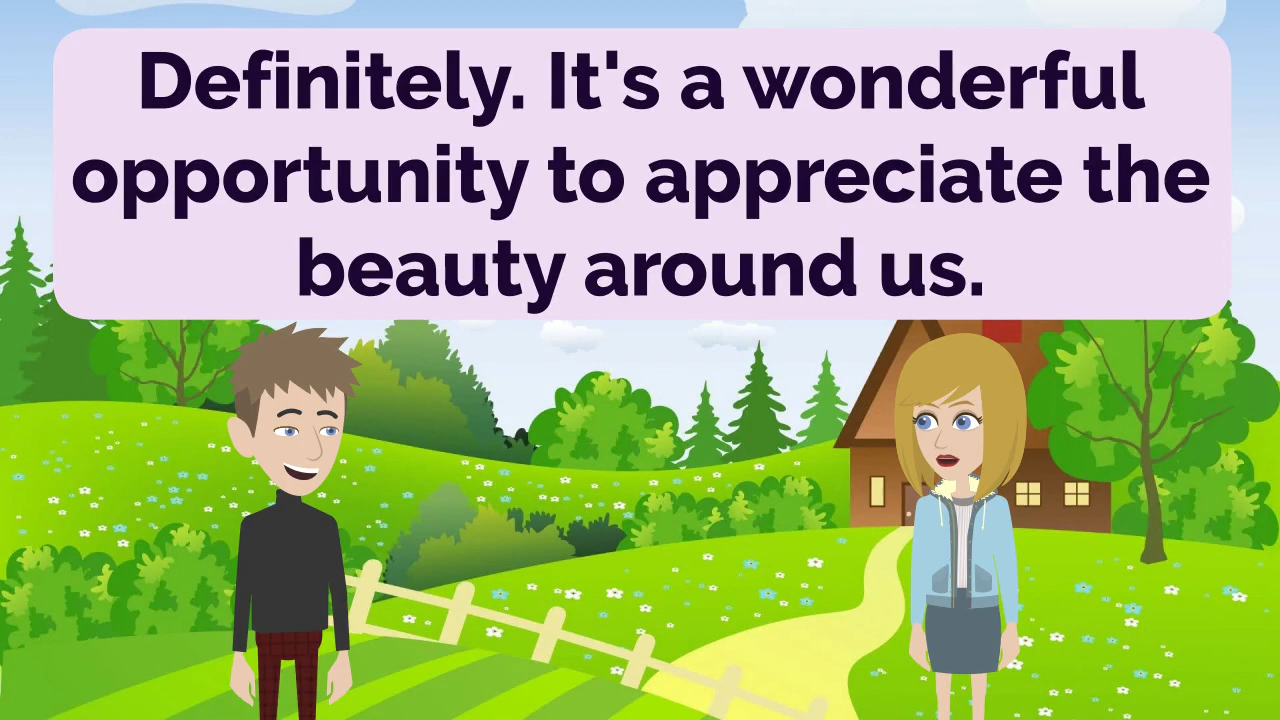 Definitely. It's a wonderful
opportunity to appreciate the
beauty around us.